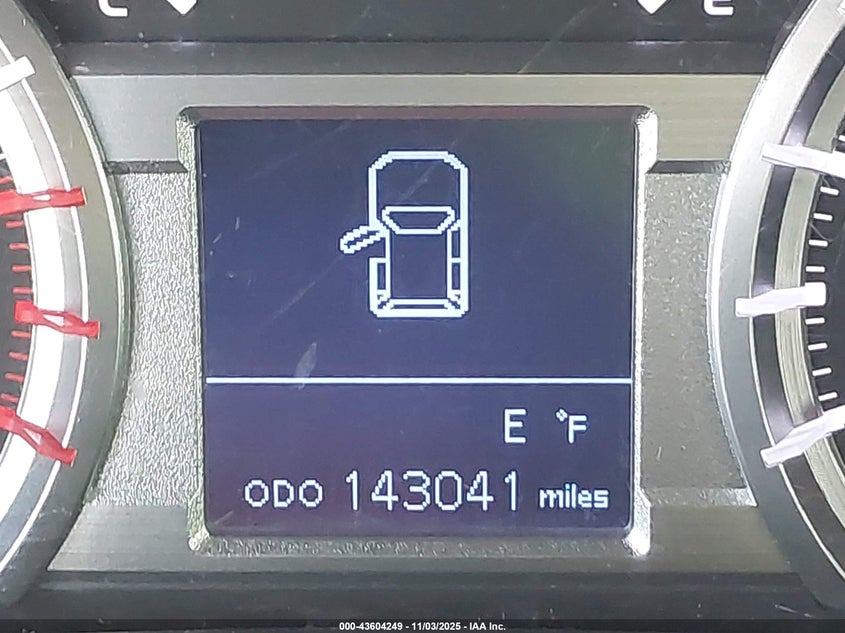 E °F
ODO 143041 miles
000-43604249 - 11/03/2025 - IAA Inc.